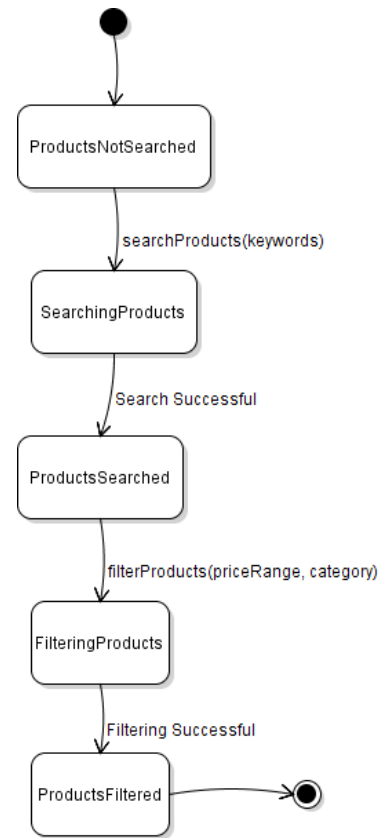 ProductsNotSearched
searchProducts(keywords)
SearchingProducts
Search Successful
ProductsSearched
filterProducts(priceRange, category)
FilteringProducts
Filtering Successful
ProductsFiltered